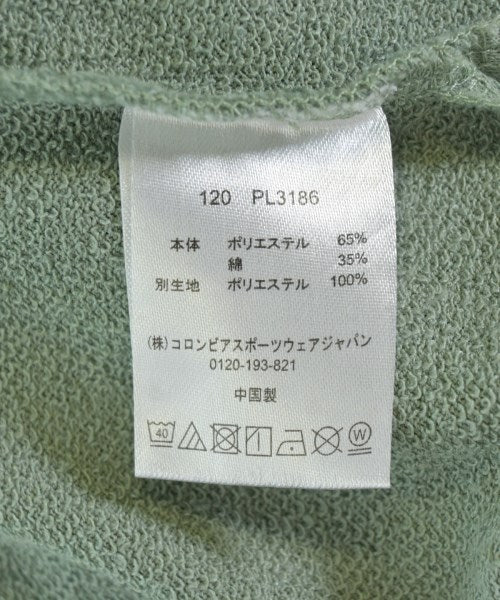 120 PL3186
本体 ポリエステル 65%
綿 35%
別生地 ポリエステル 100%
(株)コロンビアスポーツウェアジャパン
0120-193-821
中国製
40 W